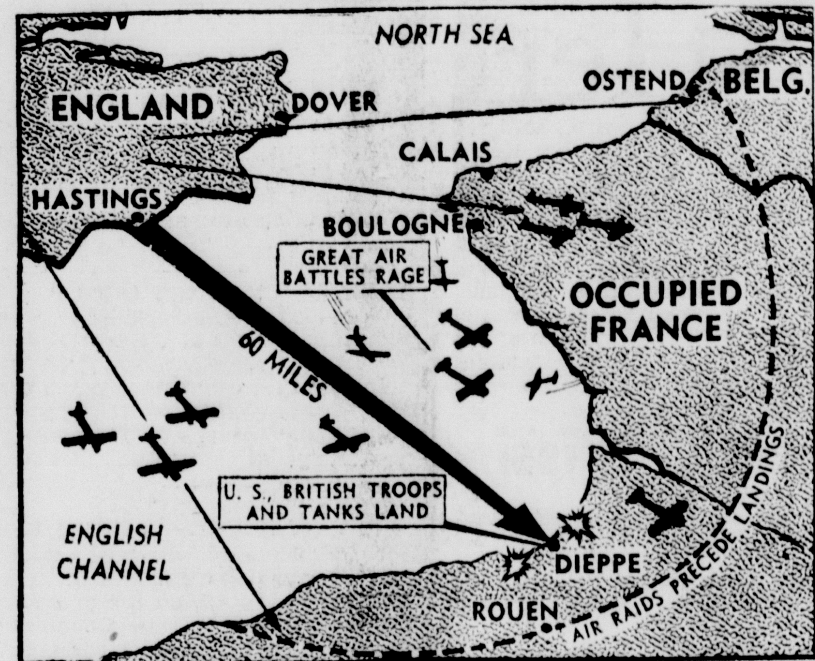 NORTH SEA
OSTEND
BELG.
ENGLAND
DOVER
CALAIS
HASTINGS
BOULOGNE
GREAT AIR
BATTLES RAGE
OCCUPIED
FRANCE
60 MILES
U. S., BRITISH TROOPS
AND TANKS LAND
ENGLISH
CHANNEL
DIEPPE
ROUEN
AIR RAIDS PRECEDE LANDINGS